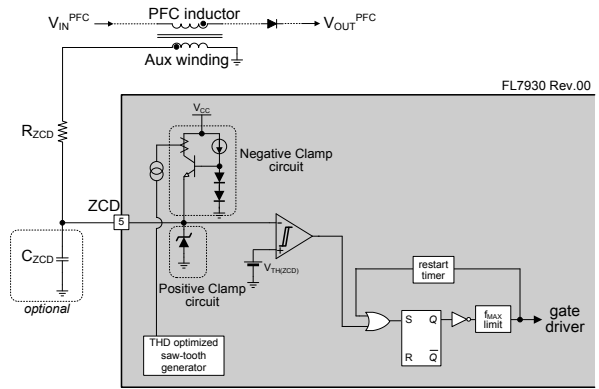 V_IN^PFC
PFC inductor
V_OUT^PFC
Aux winding
FL7930 Rev.00
V_CC
R_ZCD
Negative Clamp
circuit
ZCD
5
C_ZCD
optional
V_TH(ZCD)
Positive Clamp
circuit
restart
timer
THD optimized
saw-tooth
generator
S
Q
R
Q̅
f_MAX
limit
gate
driver